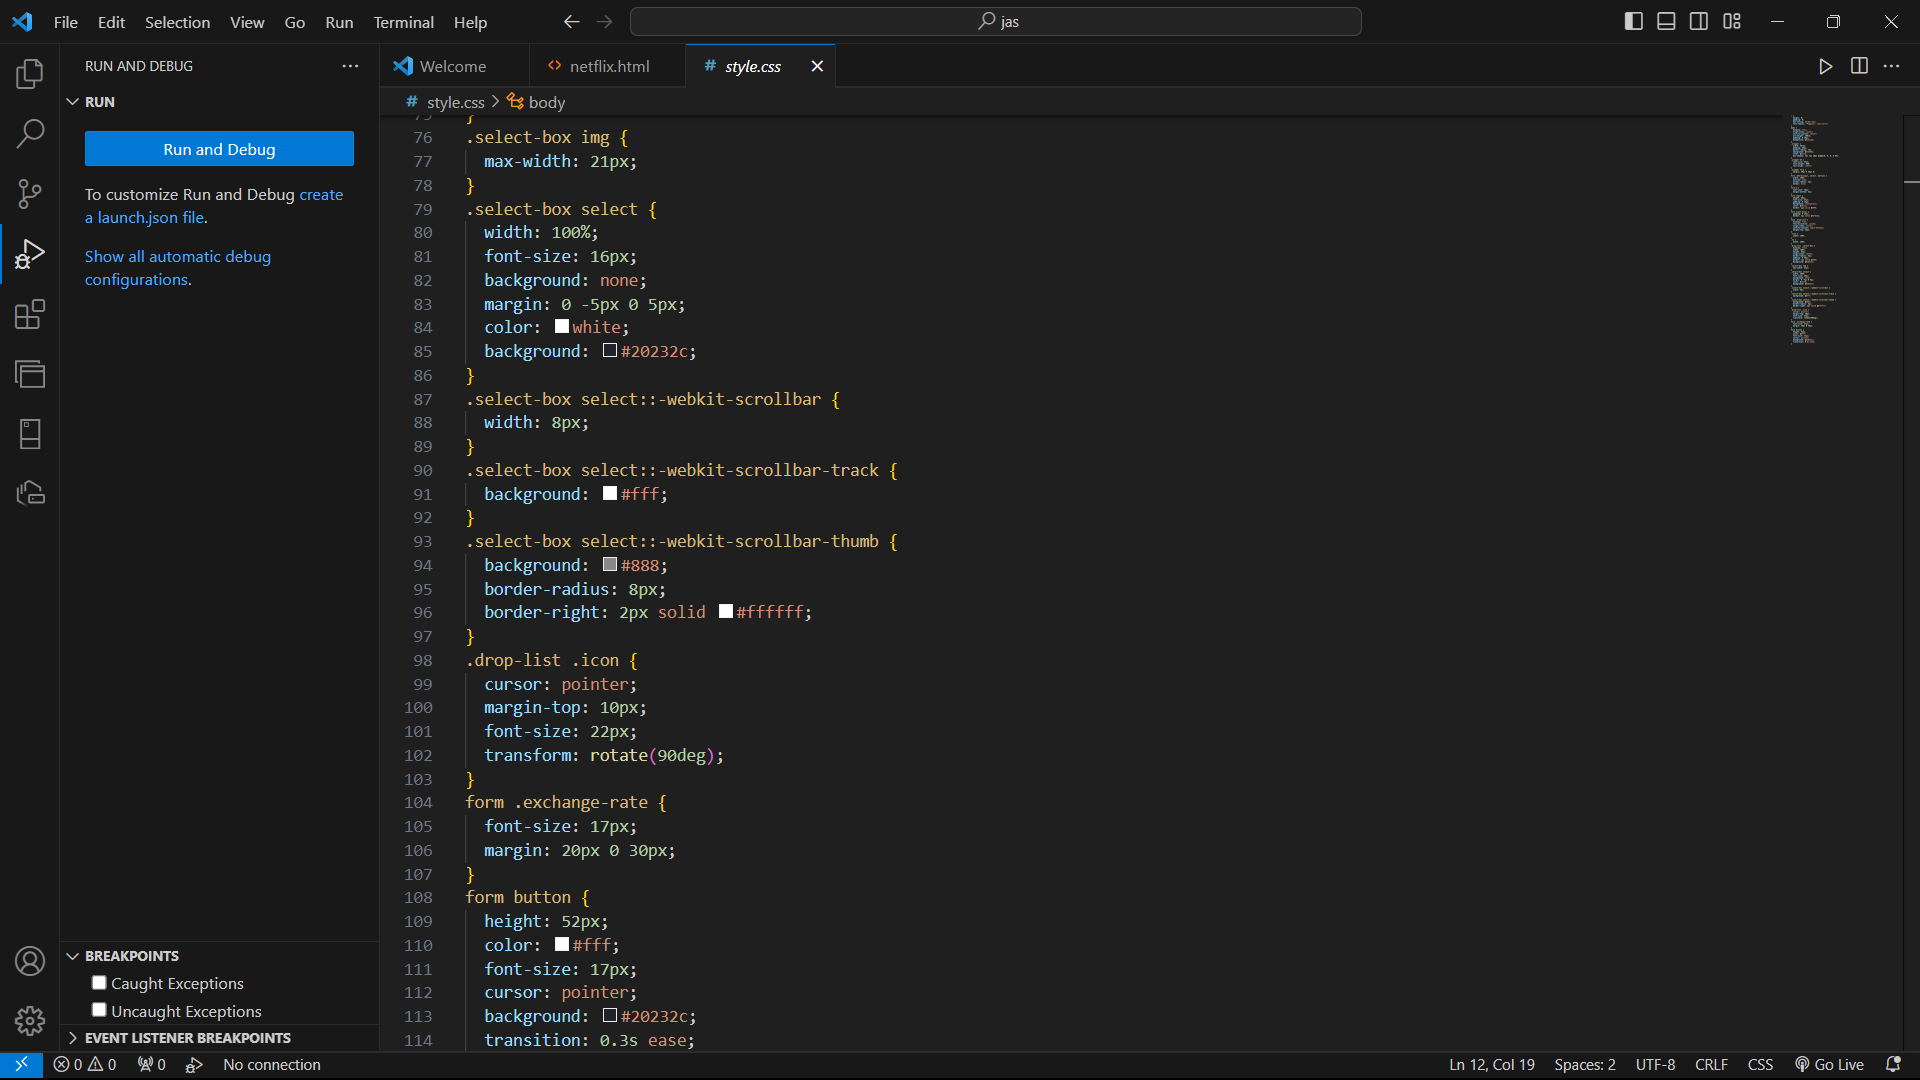 File Edit Selection View Go Run Terminal Help
jas
RUN AND DEBUG
RUN
Run and Debug
To customize Run and Debug create
a launch.json file.
Show all automatic debug
configurations.
BREAKPOINTS
Caught Exceptions
Uncaught Exceptions
EVENT LISTENER BREAKPOINTS
Welcome
netflix.html
style.css
style.css > body
75 }
76 .select-box img {
77 max-width: 21px;
78 }
79 .select-box select {
80 width: 100%;
81 font-size: 16px;
82 background: none;
83 margin: 0 -5px 0 5px;
84 color: white;
85 background: #20232c;
86 }
87 .select-box select::-webkit-scrollbar {
88 width: 8px;
89 }
90 .select-box select::-webkit-scrollbar-track {
91 background: #fff;
92 }
93 .select-box select::-webkit-scrollbar-thumb {
94 background: #888;
95 border-radius: 8px;
96 border-right: 2px solid #ffffff;
97 }
98 .drop-list .icon {
99 cursor: pointer;
100 margin-top: 10px;
101 font-size: 22px;
102 transform: rotate(90deg);
103 }
104 form .exchange-rate {
105 font-size: 17px;
106 margin: 20px 0 30px;
107 }
108 form button {
109 height: 52px;
110 color: #fff;
111 font-size: 17px;
112 cursor: pointer;
113 background: #20232c;
114 transition: 0.3s ease;
0 0 0 No connection
Ln 12, Col 19 Spaces: 2 UTF-8 CRLF CSS Go Live